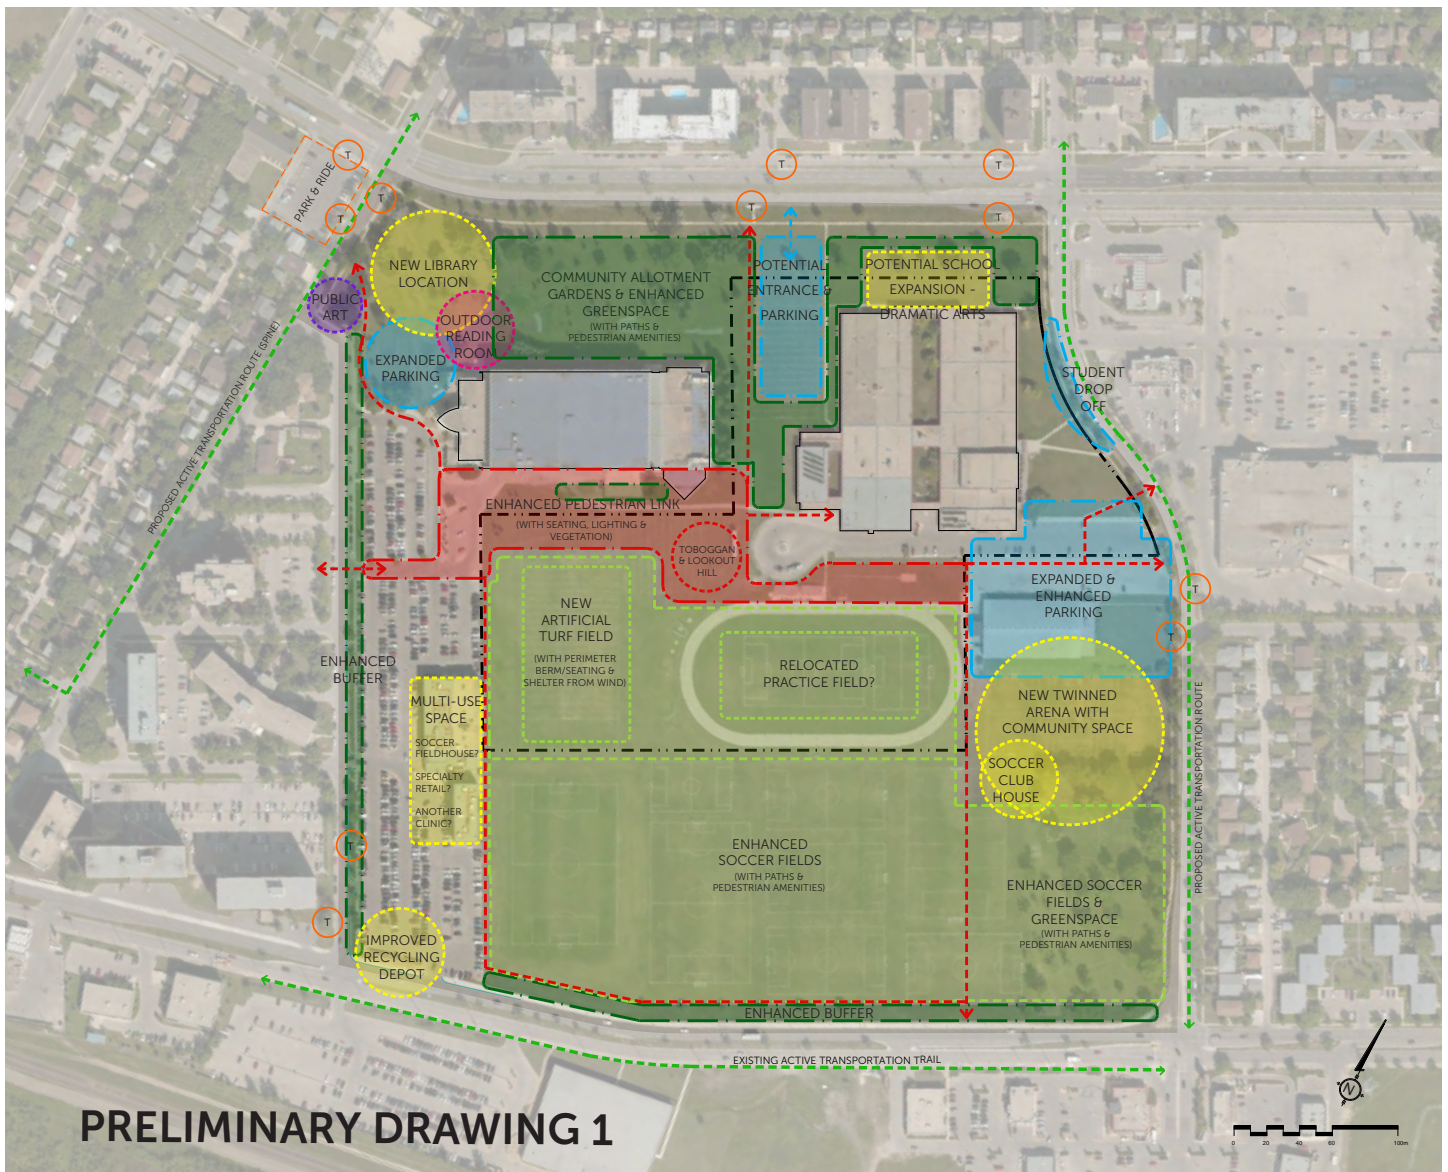 T
T
T
T
T
T
T
PARK & RIDE
NEW LIBRARY
LOCATION
PUBLIC
ART
OUTDOOR
READING
ROOM
EXPANDED
PARKING
COMMUNITY ALLOTMENT
GARDENS & ENHANCED
GREENSPACE
(WITH PATHS &
PEDESTRIAN AMENITIES)
POTENTIAL
ENTRANCE &
PARKING
POTENTIAL SCHOOL
EXPANSION -
DRAMATIC ARTS
STUDENT
DROP
OFF
PROPOSED ACTIVE TRANSPORTATION ROUTE (SPINE)
ENHANCED PEDESTRIAN LINK
(WITH SEATING, LIGHTING &
VEGETATION)
TOBOGGAN
& LOOKOUT
HILL
EXPANDED &
ENHANCED
PARKING
T
T
NEW
ARTIFICIAL
TURF FIELD
(WITH PERIMETER
BERM/SEATING &
SHELTER FROM WIND)
RELOCATED
PRACTICE FIELD?
ENHANCED
BUFFER
MULTI-USE
SPACE
SOCCER
FIELDHOUSE?
SPECIALTY
RETAIL?
ANOTHER
CLINIC?
NEW TWINNED
ARENA WITH
COMMUNITY SPACE
SOCCER
CLUB
HOUSE
PROPOSED ACTIVE TRANSPORTATION ROUTE
T
T
ENHANCED
SOCCER FIELDS
(WITH PATHS &
PEDESTRIAN AMENITIES)
ENHANCED SOCCER
FIELDS &
GREENSPACE
(WITH PATHS &
PEDESTRIAN AMENITIES)
IMPROVED
RECYCLING
DEPOT
ENHANCED BUFFER
EXISTING ACTIVE TRANSPORTATION TRAIL
N
PRELIMINARY DRAWING 1
0 20 40 60 100m